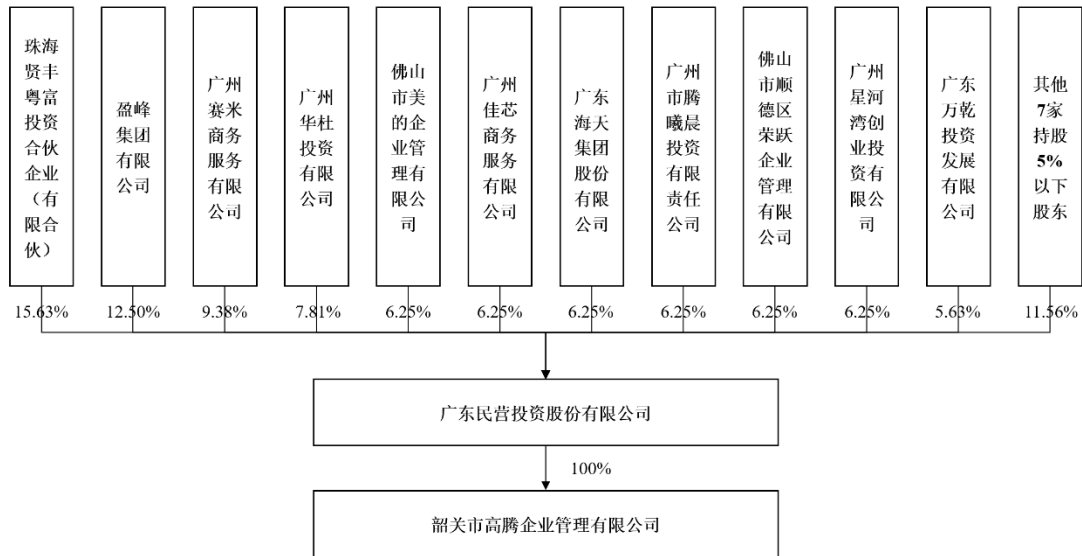 珠海
贤丰
粤富
投资
合伙
企业
（有
限合
伙）
盈峰
集团
有限
公司
广州
赛米
商务
服务
有限
公司
广州
华杜
投资
有限
公司
佛山
市美
的企
业管
理有
限公
司
广州
佳芯
商务
服务
有限
公司
广东
海天
集团
股份
有限
公司
广州
市腾
曦晨
投资
有限
责任
公司
佛山
市顺
德区
荣跃
企业
管理
有限
公司
广州
星河
湾创
业投
资有
限公
司
广东
万乾
投资
发展
有限
公司
其他
7家
持股
5%
以下
股东
15.63% 12.50% 9.38% 7.81% 6.25% 6.25% 6.25% 6.25% 6.25% 6.25% 5.63% 11.56%
广东民营投资股份有限公司
100%
韶关市高腾企业管理有限公司